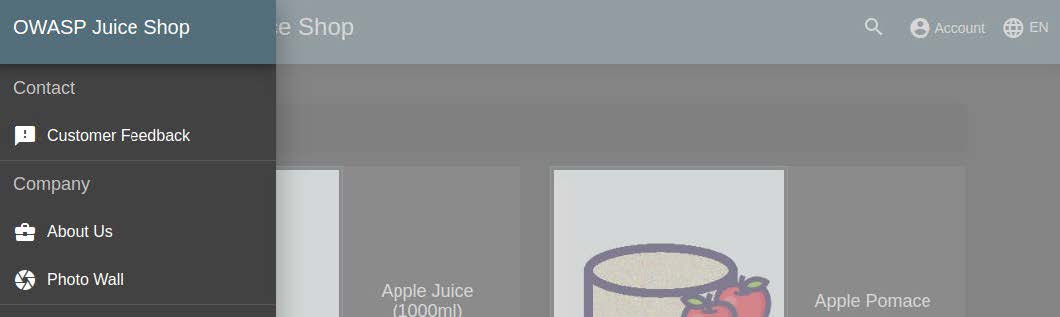 OWASP Juice Shop
ce Shop
Account
EN
Contact
Customer Feedback
Company
About Us
Photo Wall
Apple Juice
(1000ml)
Apple Pomace